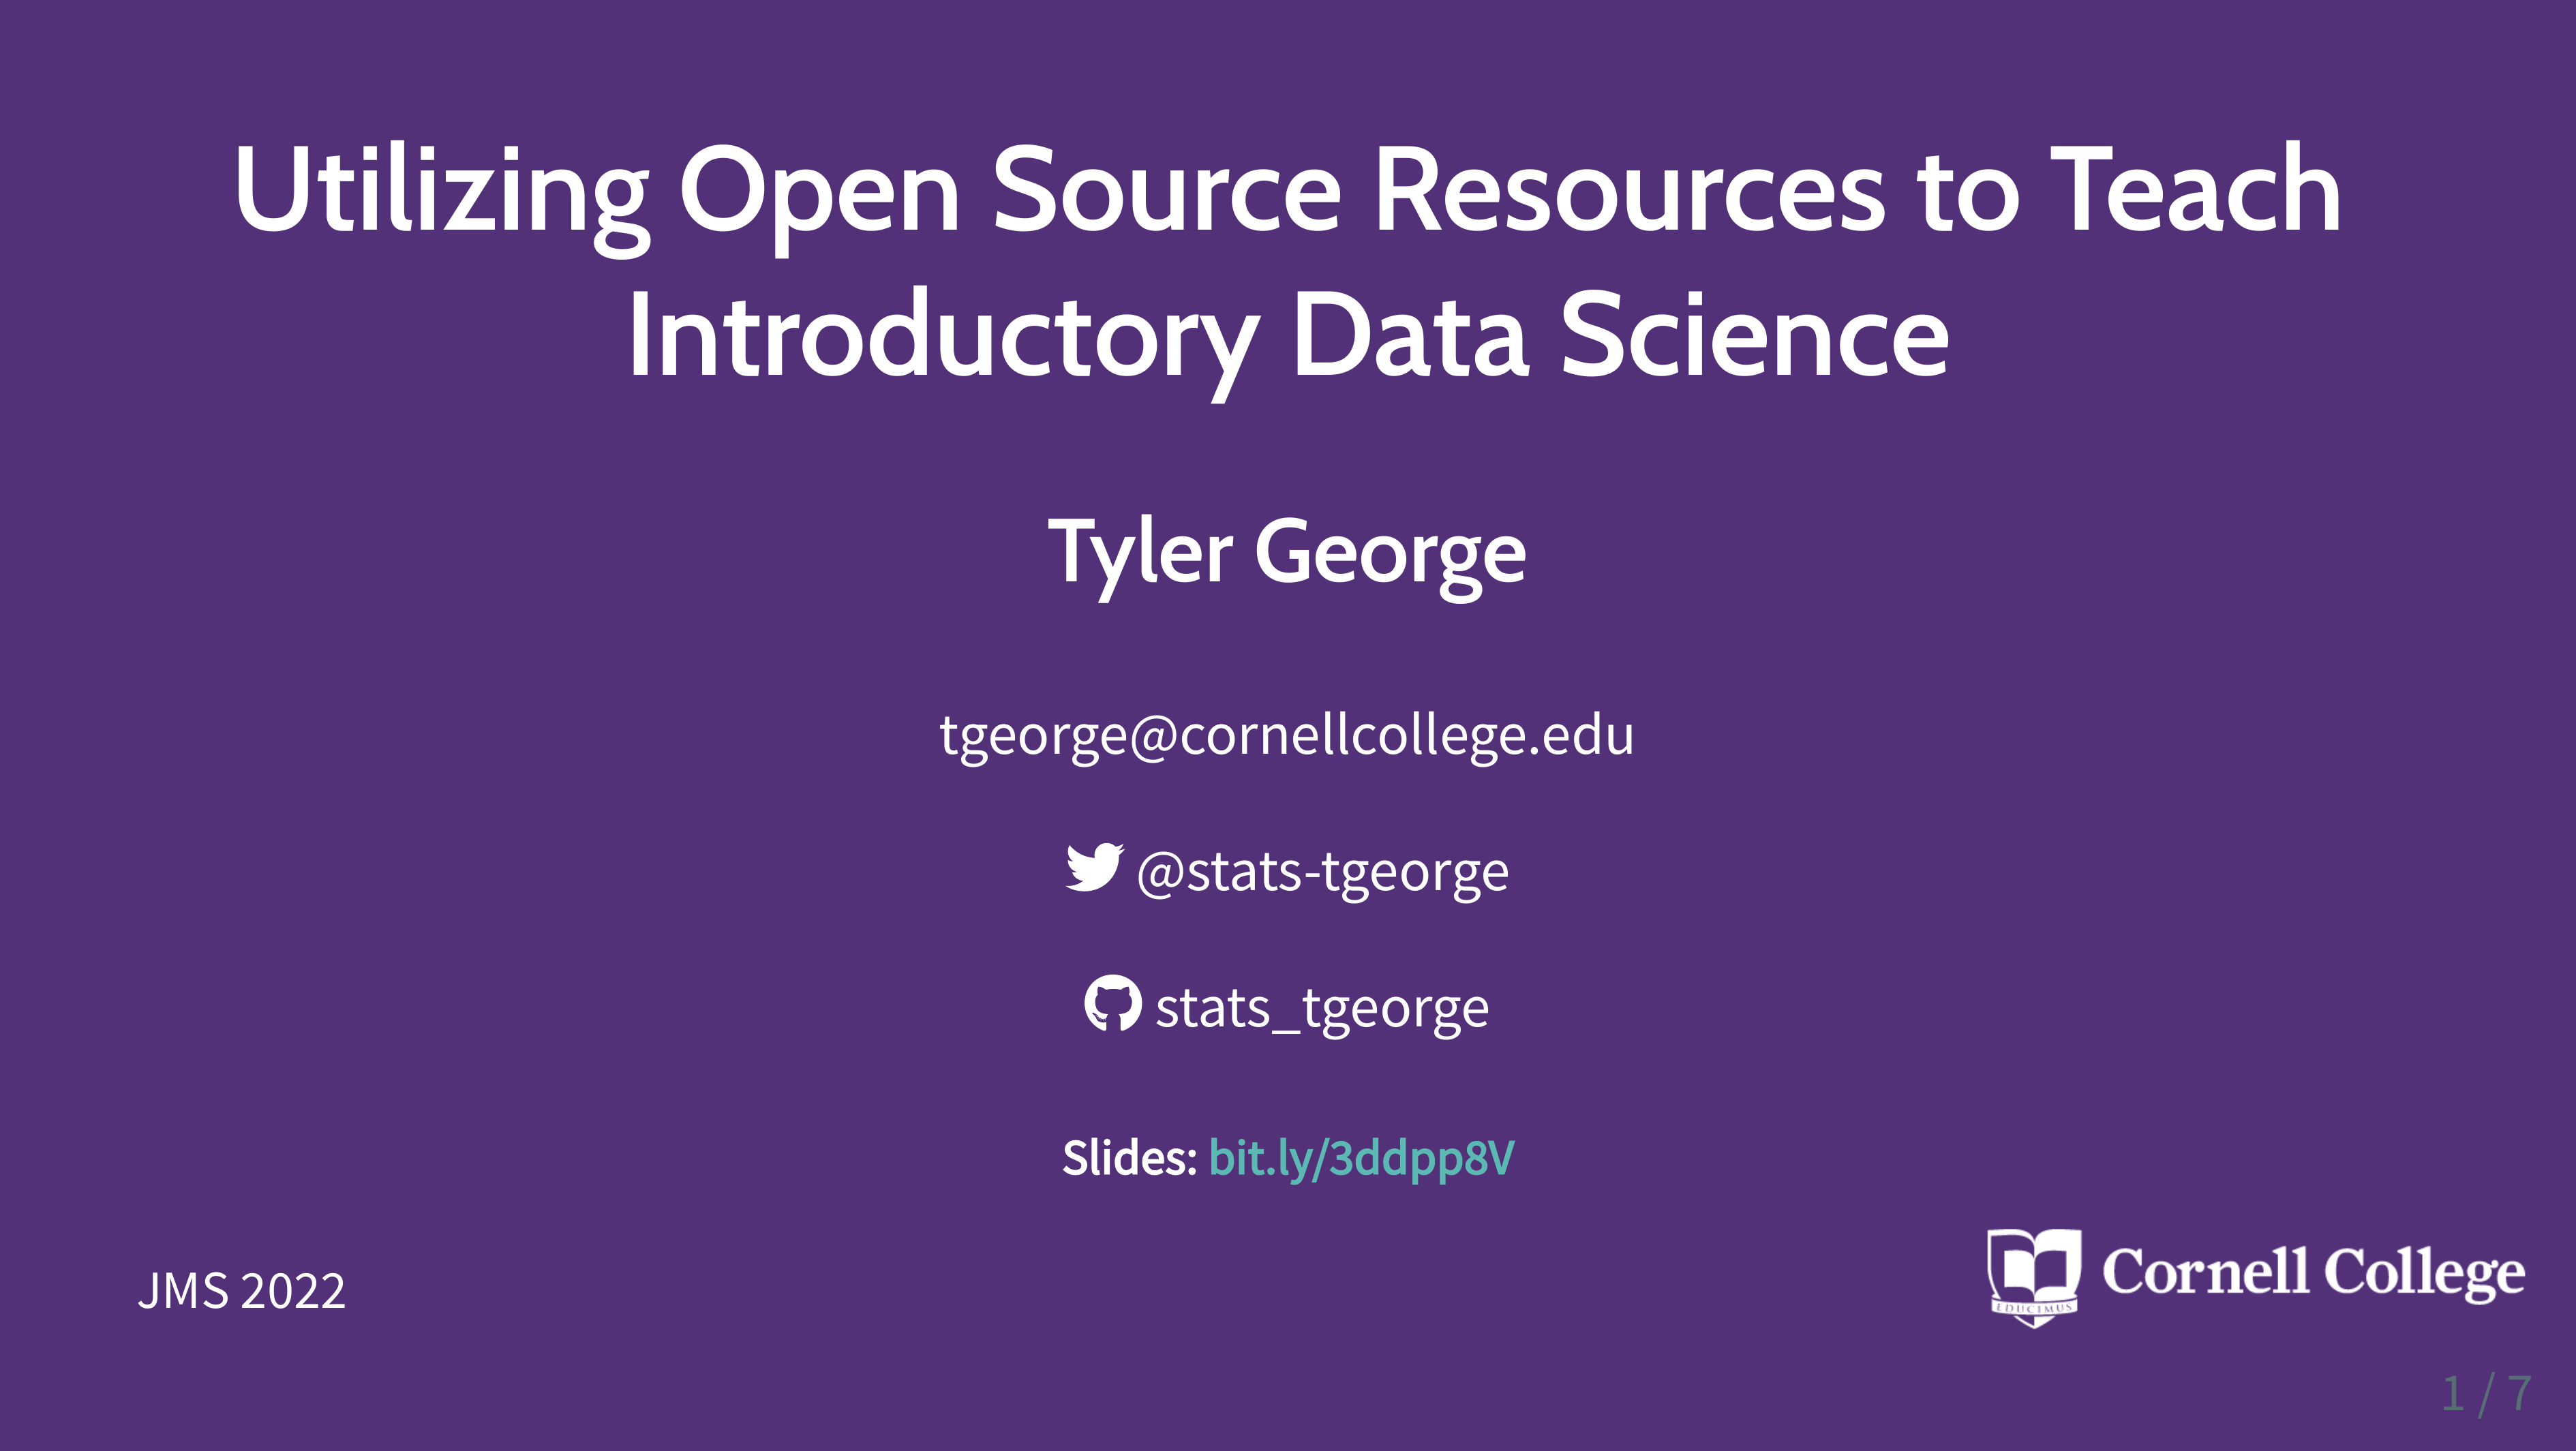 Utilizing Open Source Resources to Teach
Introductory Data Science
Tyler George
tgeorge@cornellcollege.edu
@stats-tgeorge
stats_tgeorge
Slides: bit.ly/3ddpp8V
JMS 2022
EDUCIMUS
Cornell College
1 / 7